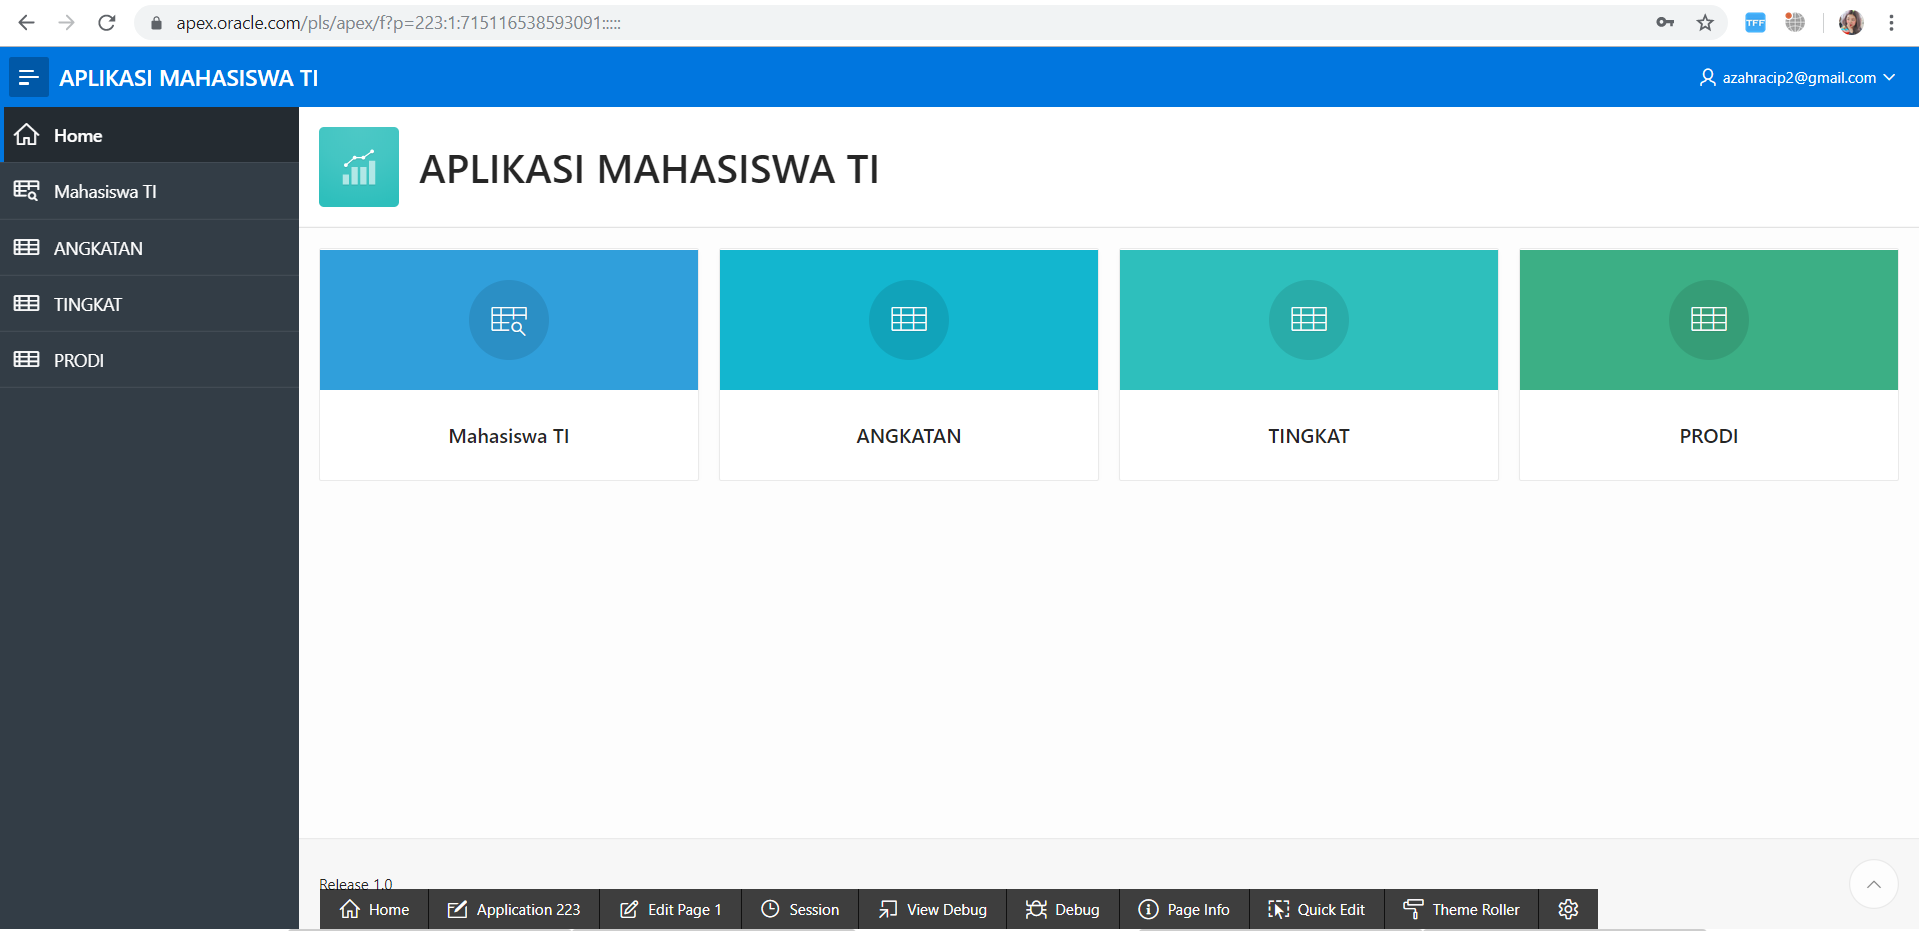 apex.oracle.com/pls/apex/f?p=223:1:715116538593091:::::
TFF
APLIKASI MAHASISWA TI
azahracip2@gmail.com
Home
Mahasiswa TI
ANGKATAN
TINGKAT
PRODI
APLIKASI MAHASISWA TI
Mahasiswa TI
ANGKATAN
TINGKAT
PRODI
Release 1.0
Home
Application 223
Edit Page 1
Session
View Debug
Debug
Page Info
Quick Edit
Theme Roller